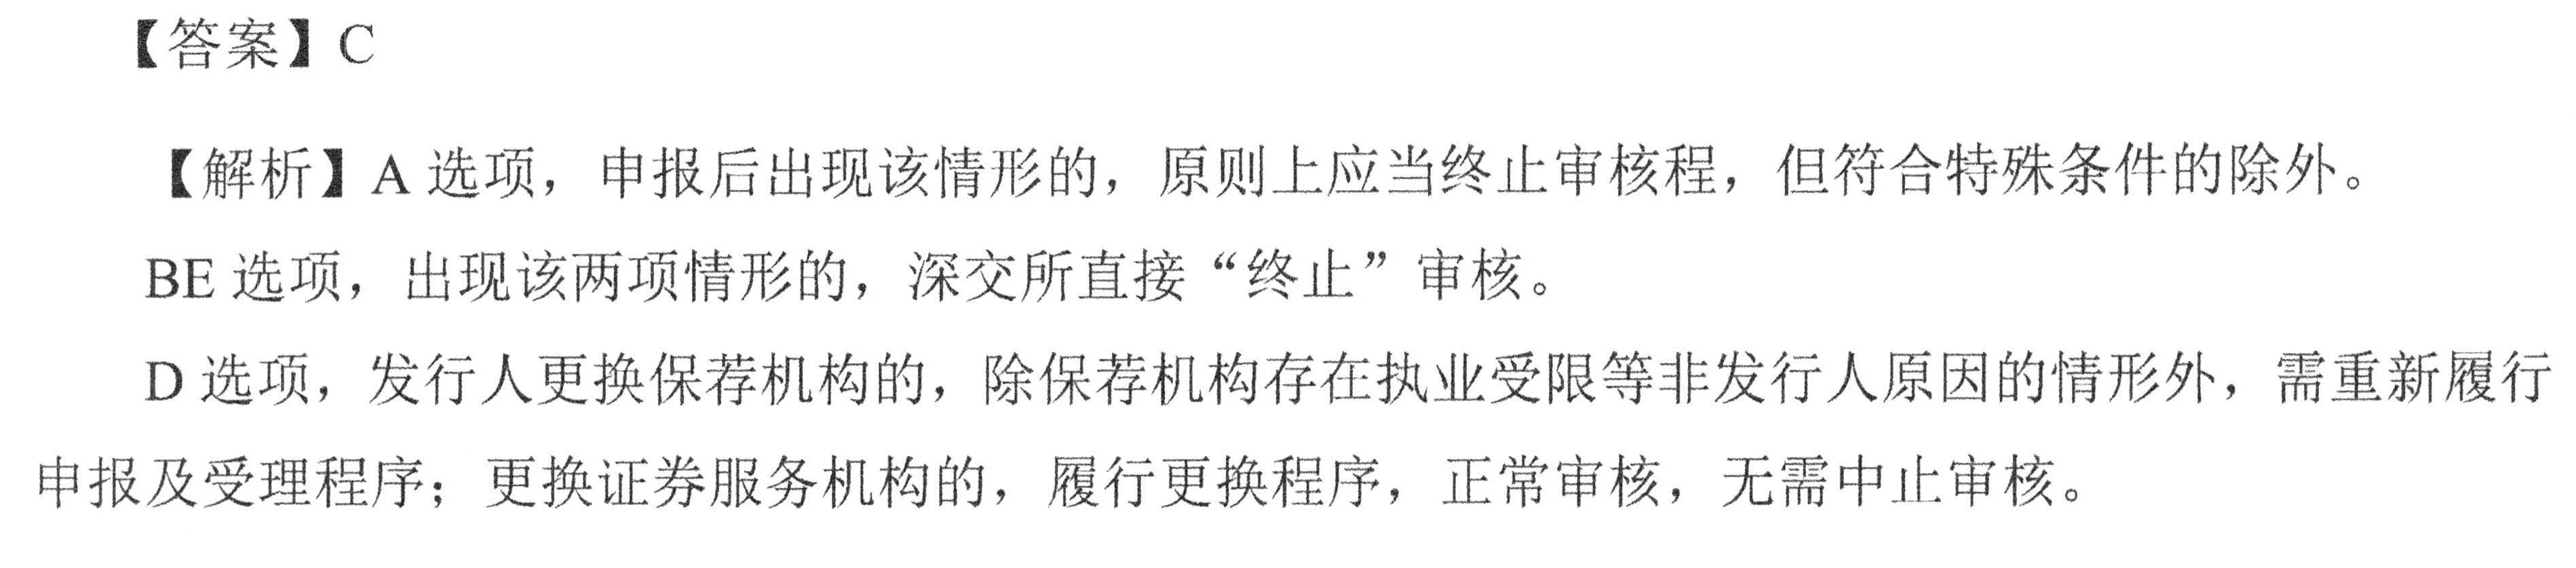 【答案】C
【解析】A 选项，申报后出现该情形的，原则上应当终止审核程，但符合特殊条件的除外。
BE 选项，出现该两项情形的，深交所直接“终止”审核。
D 选项，发行人更换保荐机构的，除保荐机构存在执业受限等非发行人原因的情形外，需重新履行
申报及受理程序；更换证券服务机构的，履行更换程序，正常审核，无需中止审核。